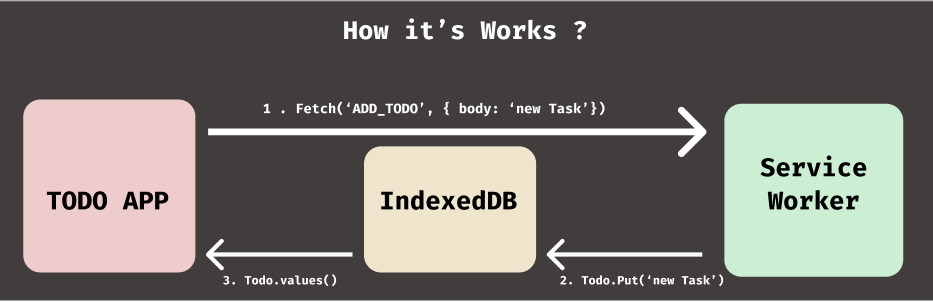 How it’s Works ?
1 . Fetch(‘ADD_TODO’, { body: ‘new Task’})
TODO APP
IndexedDB
Service
Worker
3. Todo.values()
2. Todo.Put(‘new Task’)